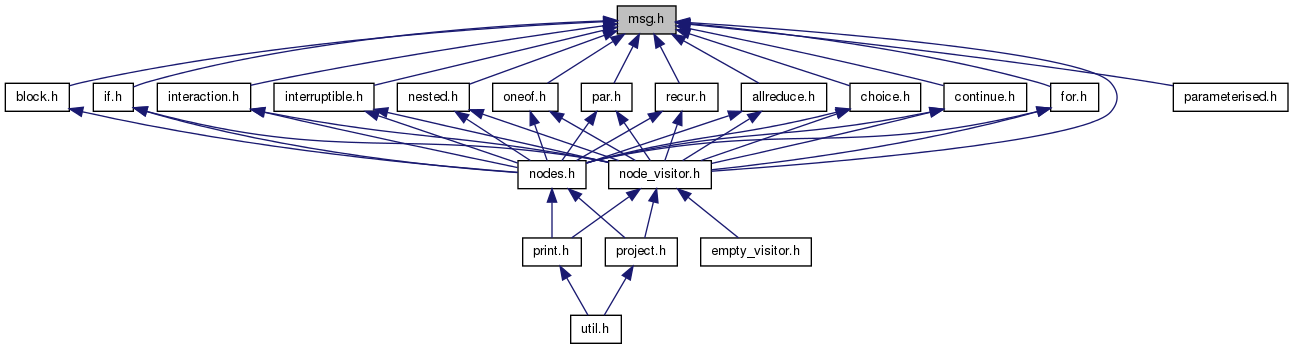 msg.h
block.h
if.h
interaction.h
interruptible.h
nested.h
oneof.h
par.h
recur.h
allreduce.h
choice.h
continue.h
for.h
parameterised.h
nodes.h
node_visitor.h
print.h
project.h
empty_visitor.h
util.h